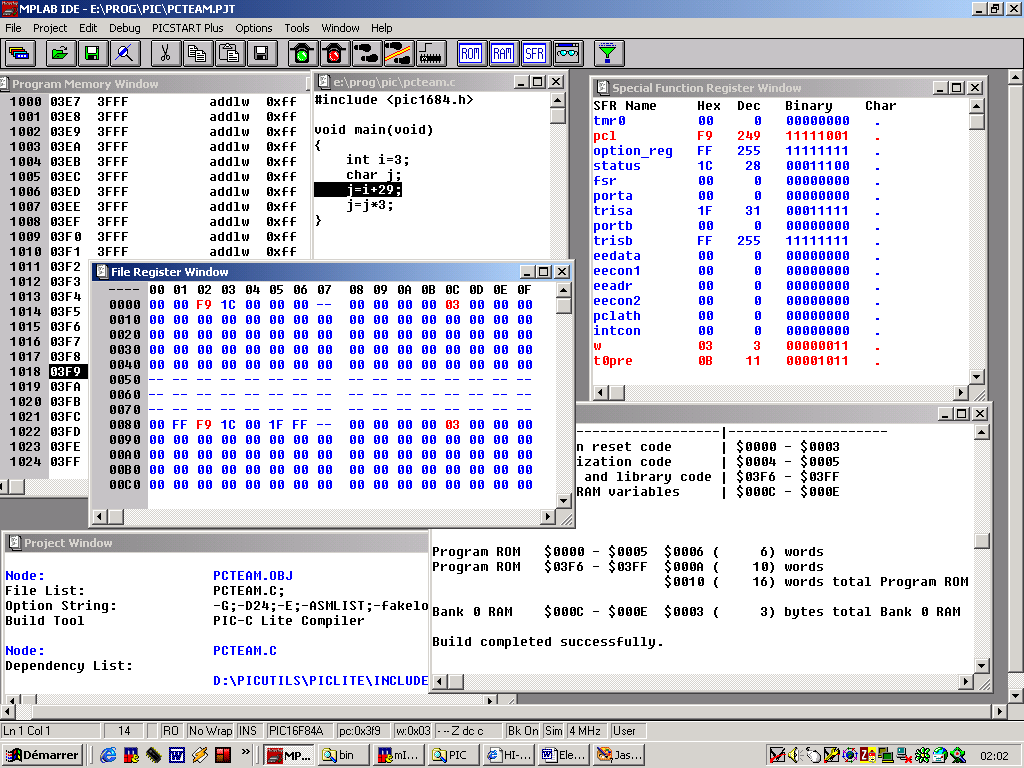 MPLAB IDE - E:\PROG\PIC\PCTEAM.PJT
File Project Edit Debug PICSTART Plus Options Tools Window Help
ROM RAM SFR
Program Memory Window
1000 03E7 3FFF addlw 0xff
1001 03E8 3FFF addlw 0xff
1002 03E9 3FFF addlw 0xff
1003 03EA 3FFF addlw 0xff
1004 03EB 3FFF addlw 0xff
1005 03EC 3FFF addlw 0xff
1006 03ED 3FFF addlw 0xff
1007 03EE 3FFF addlw 0xff
1008 03EF 3FFF addlw 0xff
1009 03F0 3FFF addlw 0xff
1010 03F1 3FFF addlw 0xff
1011 03F2
1012 03F3
1013 03F4
1014 03F5
1015 03F6
1016 03F7
1017 03F8
1018 03F9
1019 03FA
1020 03FB
1021 03FC
1022 03FD
1023 03FE
1024 03FF
e:\prog\pic\pcteam.c
#include <pic1684.h>
void main(void)
{
int i=3;
char j;
j=i+29;
j=j*3;
}
Special Function Register Window
SFR Name Hex Dec Binary Char
tmr0 00 0 00000000 .
pcl F9 249 11111001 .
option_reg FF 255 11111111 .
status 1C 28 00011100 .
fsr 00 0 00000000 .
porta 00 0 00000000 .
trisa 1F 31 00011111 .
portb 00 0 00000000 .
trisb FF 255 11111111 .
eedata 00 0 00000000 .
eecon1 00 0 00000000 .
eeadr 00 0 00000000 .
eecon2 00 0 00000000 .
pclath 00 0 00000000 .
intcon 00 0 00000000 .
w 03 3 00000011 .
t0pre 0B 11 00001011 .
File Register Window
---- 00 01 02 03 04 05 06 07 08 09 0A 0B 0C 0D 0E 0F
0000 00 00 F9 1C 00 00 00 -- 00 00 00 00 03 00 00 00
0010 00 00 00 00 00 00 00 00 00 00 00 00 00 00 00 00
0020 00 00 00 00 00 00 00 00 00 00 00 00 00 00 00 00
0030 00 00 00 00 00 00 00 00 00 00 00 00 00 00 00 00
0040 00 00 00 00 00 00 00 00 00 00 00 00 00 00 00 00
0050 -- -- -- -- -- -- -- -- -- -- -- -- -- -- -- --
0060 -- -- -- -- -- -- -- -- -- -- -- -- -- -- -- --
0070 -- -- -- -- -- -- -- -- -- -- -- -- -- -- -- --
0080 00 FF F9 1C 00 1F FF -- 00 00 00 00 03 00 00 00
0090 00 00 00 00 00 00 00 00 00 00 00 00 00 00 00 00
00A0 00 00 00 00 00 00 00 00 00 00 00 00 00 00 00 00
00B0 00 00 00 00 00 00 00 00 00 00 00 00 00 00 00 00
00C0 00 00 00 00 00 00 00 00 00 00 00 00 00 00 00 00
------------------|--------------------
n reset code | $0000 - $0003
ization code | $0004 - $0005
and library code | $03F6 - $03FF
RAM variables | $000C - $000E
Program ROM $0000 - $0005 $0006 ( 6) words
Program ROM $03F6 - $03FF $000A ( 10) words
$0010 ( 16) words total Program ROM
Bank 0 RAM $000C - $000E $0003 ( 3) bytes total Bank 0 RAM
Build completed successfully.
Project Window
Node: PCTEAM.OBJ
File List: PCTEAM.C;
Option String: -G;-D24;-E;-ASMLIST;-fakelo
Build Tool PIC-C Lite Compiler
Node: PCTEAM.C
Dependency List:
D:\PICUTILS\PICLITE\INCLUDE
Ln 1 Col 1 14 RO No Wrap INS PIC16F84A pc:0x3f9 w:0x03 - - Z dc c Bk On Sim 4 MHz User
Démarrer » MP... bin mI... PIC HI-... Ele... Jas... 02:02